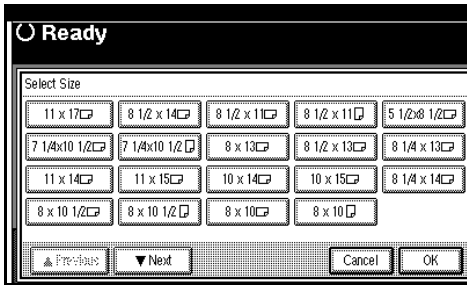 Ready
Select Size
11 x 17 8 1/2 x 14 8 1/2 x 11 8 1/2 x 11 5 1/2x8 1/2
7 1/4x10 1/2 7 1/4x10 1/2 8 x 13 8 1/2 x 13 8 1/4 x 13
11 x 14 11 x 15 10 x 14 10 x 15 8 1/4 x 14
8 x 10 1/2 8 x 10 1/2 8 x 10 8 x 10
▲ Previous ▼ Next Cancel OK